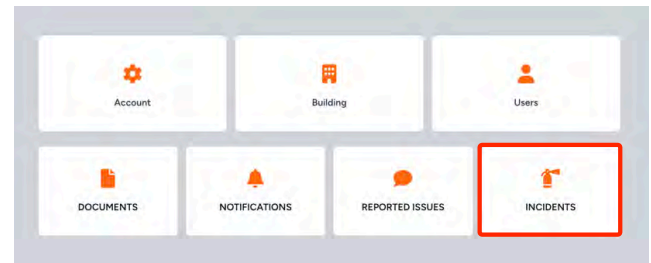 Account
Building
Users
DOCUMENTS
NOTIFICATIONS
REPORTED ISSUES
INCIDENTS